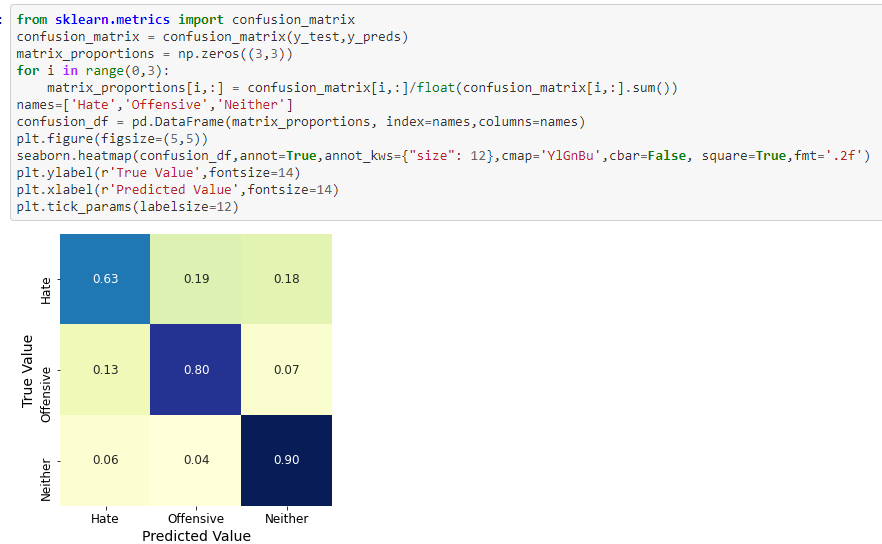 from sklearn.metrics import confusion_matrix
confusion_matrix = confusion_matrix(y_test,y_preds)
matrix_proportions = np.zeros((3,3))
for i in range(0,3):
    matrix_proportions[i,:] = confusion_matrix[i,:]/float(confusion_matrix[i,:].sum())
names=['Hate','Offensive','Neither']
confusion_df = pd.DataFrame(matrix_proportions, index=names,columns=names)
plt.figure(figsize=(5,5))
seaborn.heatmap(confusion_df,annot=True,annot_kws={"size": 12},cmap='YlGnBu',cbar=False, square=True,fmt='.2f')
plt.ylabel(r'True Value',fontsize=14)
plt.xlabel(r'Predicted Value',fontsize=14)
plt.tick_params(labelsize=12)
True Value
Hate
0.63 0.19 0.18
Offensive
0.13 0.80 0.07
Neither
0.06 0.04 0.90
Hate Offensive Neither
Predicted Value